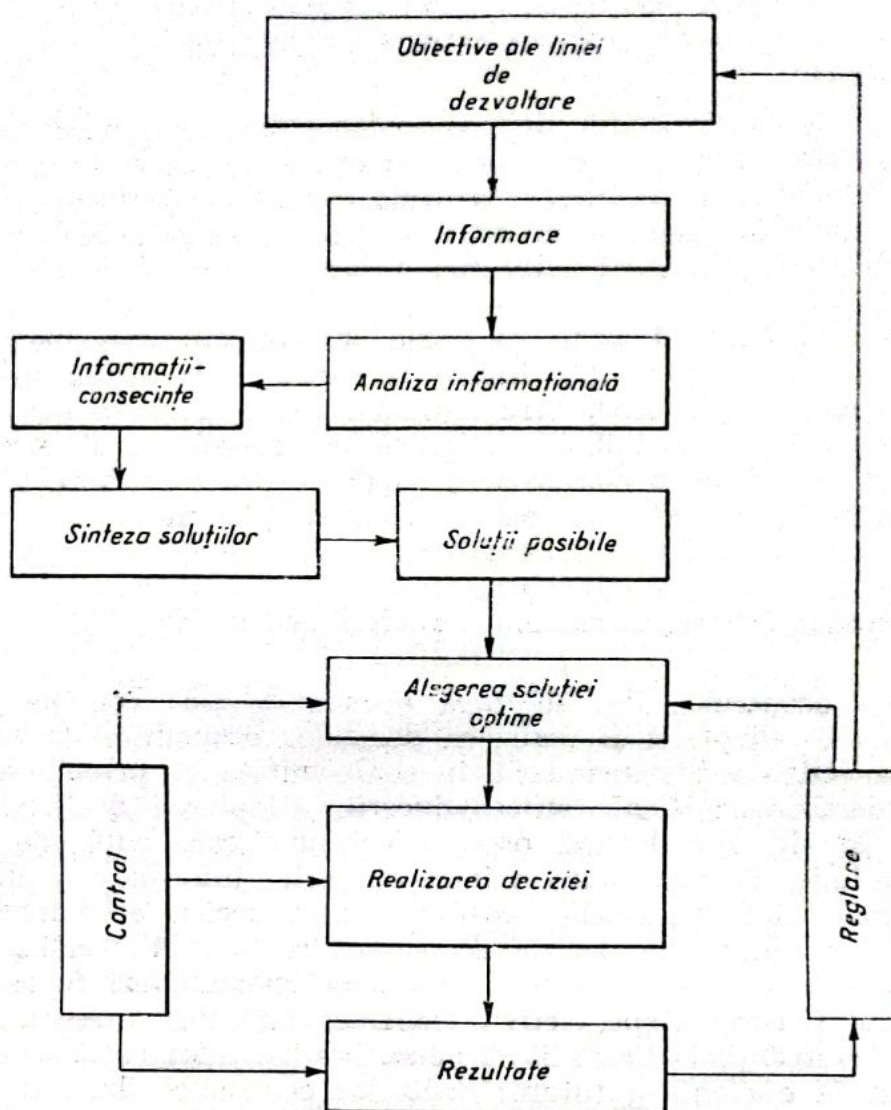 Obiective ale liniei
de
dezvoltare
Informare
Informații-
consecințe
Analiza informațională
Sinteza soluțiilor
Soluții posibile
Alegerea soluției
optime
Control
Realizarea deciziei
Reglare
Rezultate